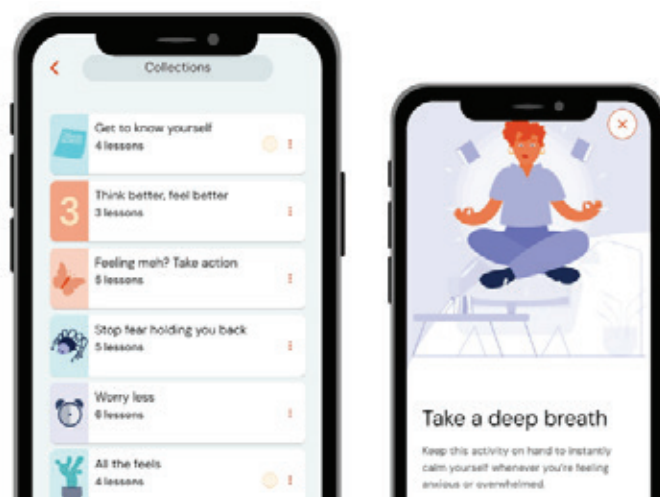 Collections
Get to know yourself
4 lessons
3
Think better, feel better
3 lessons
Feeling meh? Take action
6 lessons
Stop fear holding you back
5 lessons
Worry less
6 lessons
All the feels
4 lessons
Take a deep breath
Keep this activity on hand to instantly
calm yourself whenever you're feeling
anxious or overwhelmed.